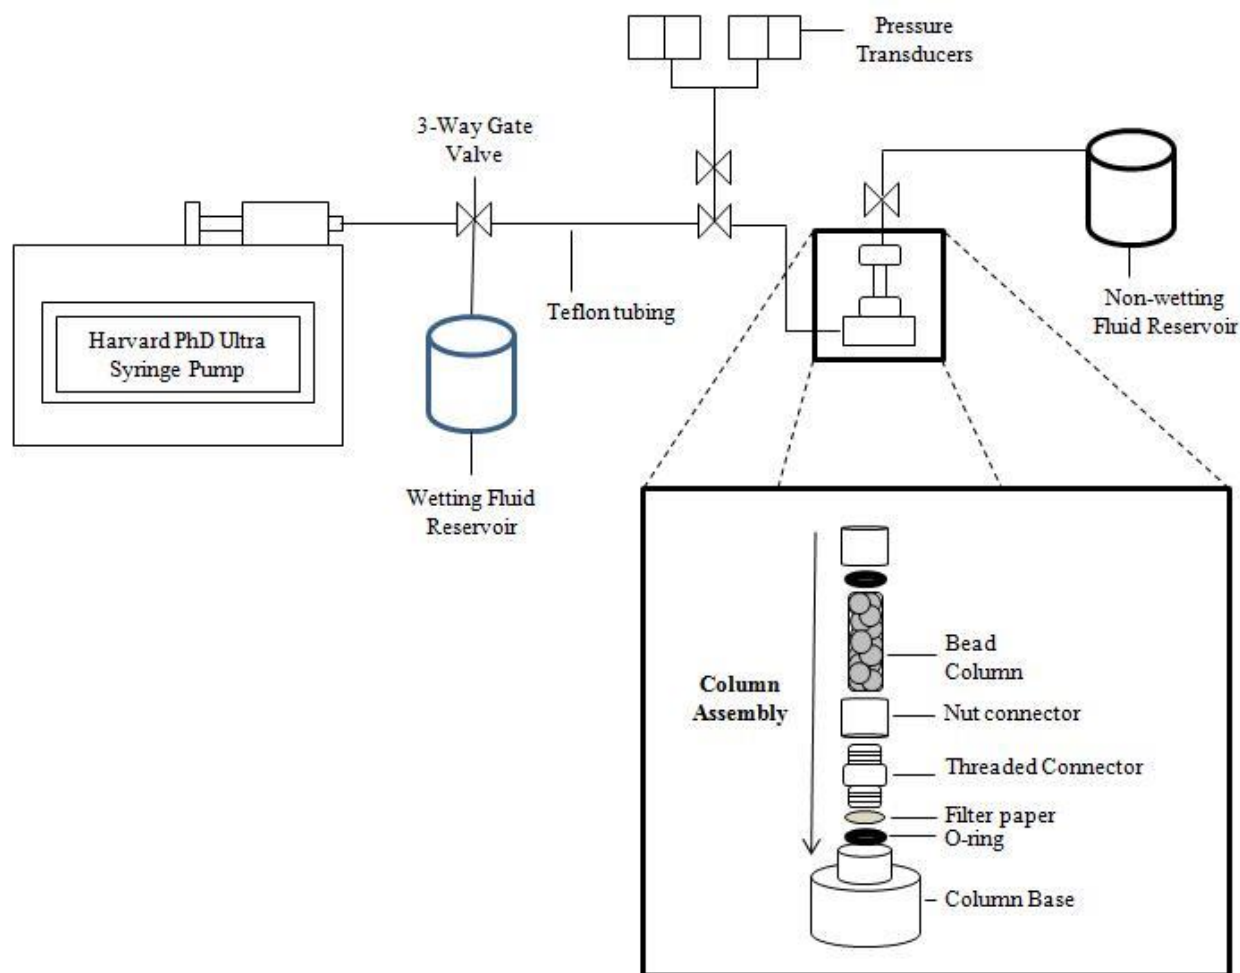 Pressure
Transducers
3-Way Gate
Valve
Teflon tubing
Non-wetting
Fluid Reservoir
Harvard PhD Ultra
Syringe Pump
Wetting Fluid
Reservoir
Column
Assembly
Bead
Column
Nut connector
Threaded Connector
Filter paper
O-ring
Column Base